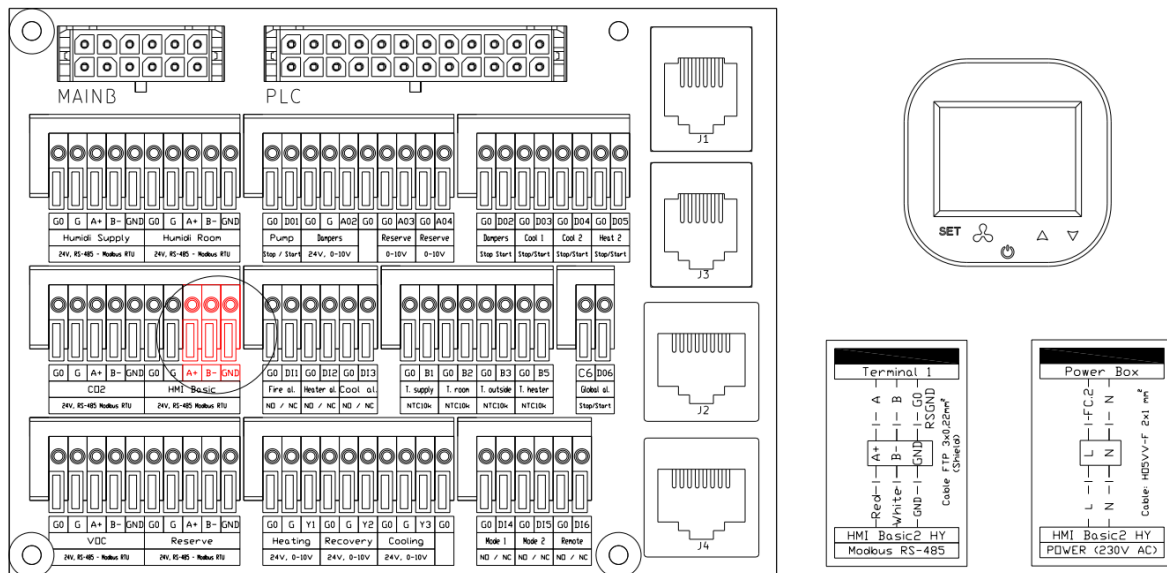 MAINB PLC
J1
G0 G A+ B- GND G0 G A+ B- GND G0 D01 G0 G A02 G0 G0 A03 G0 A04 G0 D02 G0 D03 G0 D04 G0 D05
Humidi Supply Humidi Room Pump Dampers Reserve Reserve Dampers Cool 1 Cool 2 Heat 2
24V, RS-485 - Modbus RTU 24V, RS-485 - Modbus RTU Stop / Start 24V, 0-10V 0-10V 0-10V Stop Start Stop/Start Stop/Start Stop/Start
J3
G0 G A+ B- GND G0 G A+ B- GND G0 DI1 G0 DI2 G0 DI3 G0 B1 G0 B2 G0 B3 G0 B5 C6 D06
CO2 HMI Basic Fire al. Heater al. Cool al. T. supply T. room T. outside T. heater Global al.
24V, RS-485 Modbus RTU 24V, RS-485 Modbus RTU NO / NC NO / NC NO / NC NTC10k NTC10k NTC10k NTC10k Stop/Start
J2
G0 G A+ B- GND G0 G A+ B- GND G0 G Y1 G0 G Y2 G0 G Y3 G0 G0 DI4 G0 DI5 G0 DI6
VOC Reserve Heating Recovery Cooling Mode 1 Mode 2 Remote
24V, RS-485 - Modbus RTU 24V, RS-485 - Modbus RTU 24V, 0-10V 24V, 0-10V 24V, 0-10V NO / NC NO / NC NO / NC
J4
SET
Terminal 1
A B G0
RSGND
A+ B- GND
Red White GND
Cable FTP 3x0.22mm²
(Shield)
HMI Basic2 HY
Modbus RS-485
Power Box
FC.2 N
L N
L N
Cable: H05VV-F 2x1 mm²
HMI Basic2 HY
POWER (230V AC)